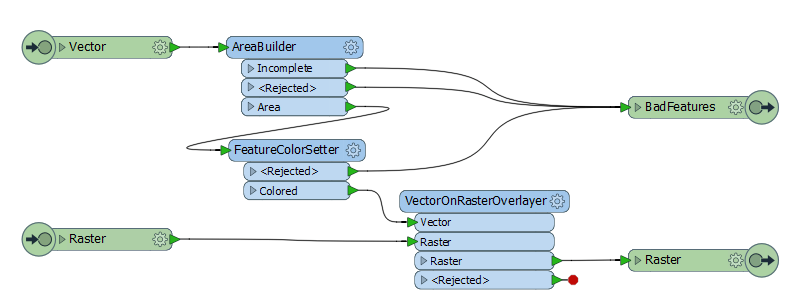 Vector
AreaBuilder
Incomplete
<Rejected>
Area
BadFeatures
FeatureColorSetter
<Rejected>
Colored
VectorOnRasterOverlayer
Vector
Raster
Raster
Raster
<Rejected>
Raster